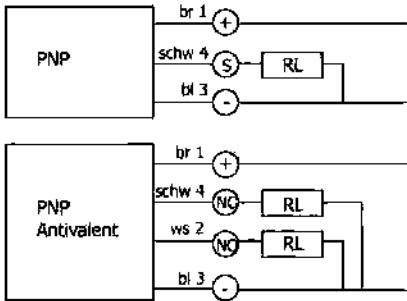 br 1 +
PNP schw 4 S RL
bl 3 -
br 1 +
schw 4 NC RL
PNP
Antivalent ws 2 NC RL
bl 3 -